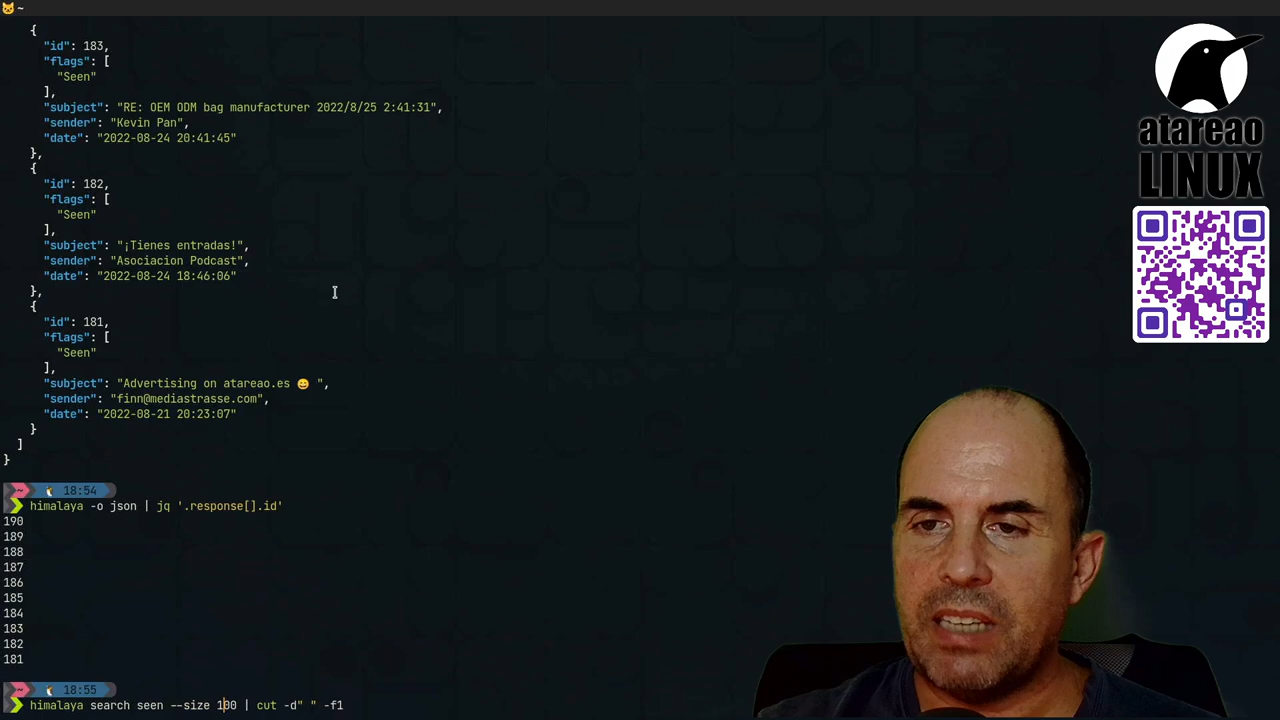 ~
{
"id": 183,
"flags": [
"Seen"
],
"subject": "RE: OEM ODM bag manufacturer 2022/8/25 2:41:31",
"sender": "Kevin Pan",
"date": "2022-08-24 20:41:45"
},
{
"id": 182,
"flags": [
"Seen"
],
"subject": "¡Tienes entradas!",
"sender": "Asociacion Podcast",
"date": "2022-08-24 18:46:06"
},
{
"id": 181,
"flags": [
"Seen"
],
"subject": "Advertising on atareao.es 😄 ",
"sender": "finn@mediastrasse.com",
"date": "2022-08-21 20:23:07"
}
]
}
~ 18:54
himalaya -o json | jq '.response[].id'
190
189
188
187
186
185
184
183
182
181
~ 18:55
himalaya search seen --size 100 | cut -d" " -f1
atareao
LINUX